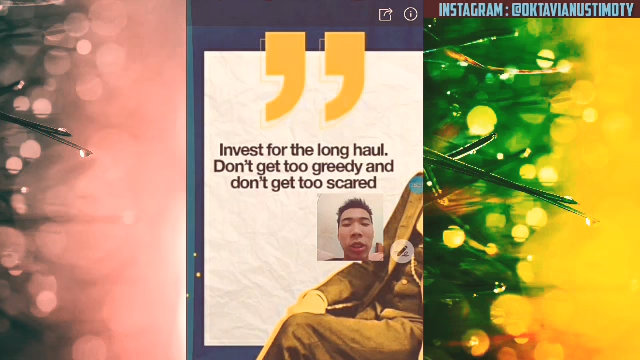 INSTAGRAM : @OKTAVIANUSTIMOTY
Invest for the long haul.
Don't get too greedy and
don't get too scared